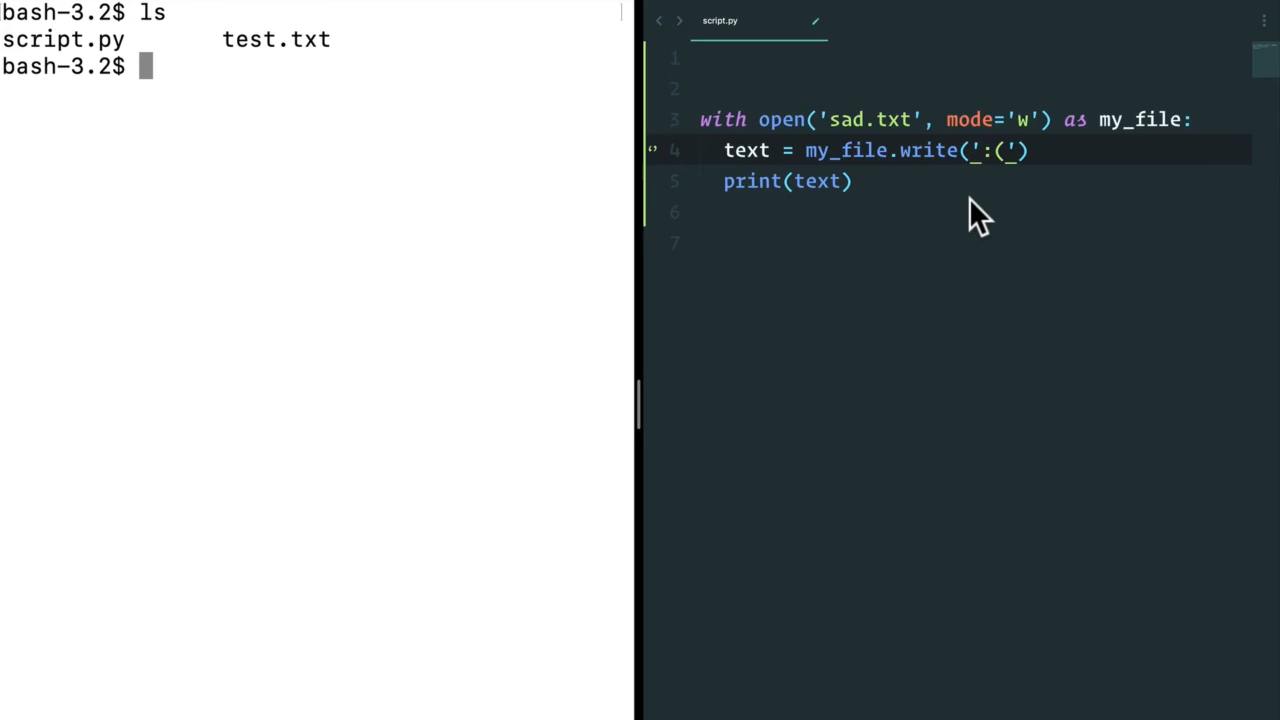 bash-3.2$ ls
script.py test.txt
bash-3.2$
script.py
1
2
3 with open('sad.txt', mode='w') as my_file:
4 text = my_file.write(':(')
5 print(text)
6
7